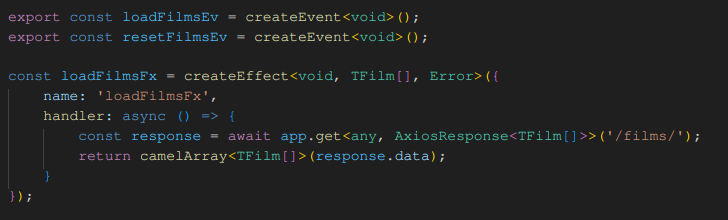 export const loadFilmsEv = createEvent<void>();
export const resetFilmsEv = createEvent<void>();
const loadFilmsFx = createEffect<void, TFilm[], Error>({
    name: 'loadFilmsFx',
    handler: async () => {
        const response = await app.get<any, AxiosResponse<TFilm[]>>('/films/');
        return camelArray<TFilm[]>(response.data);
    }
});